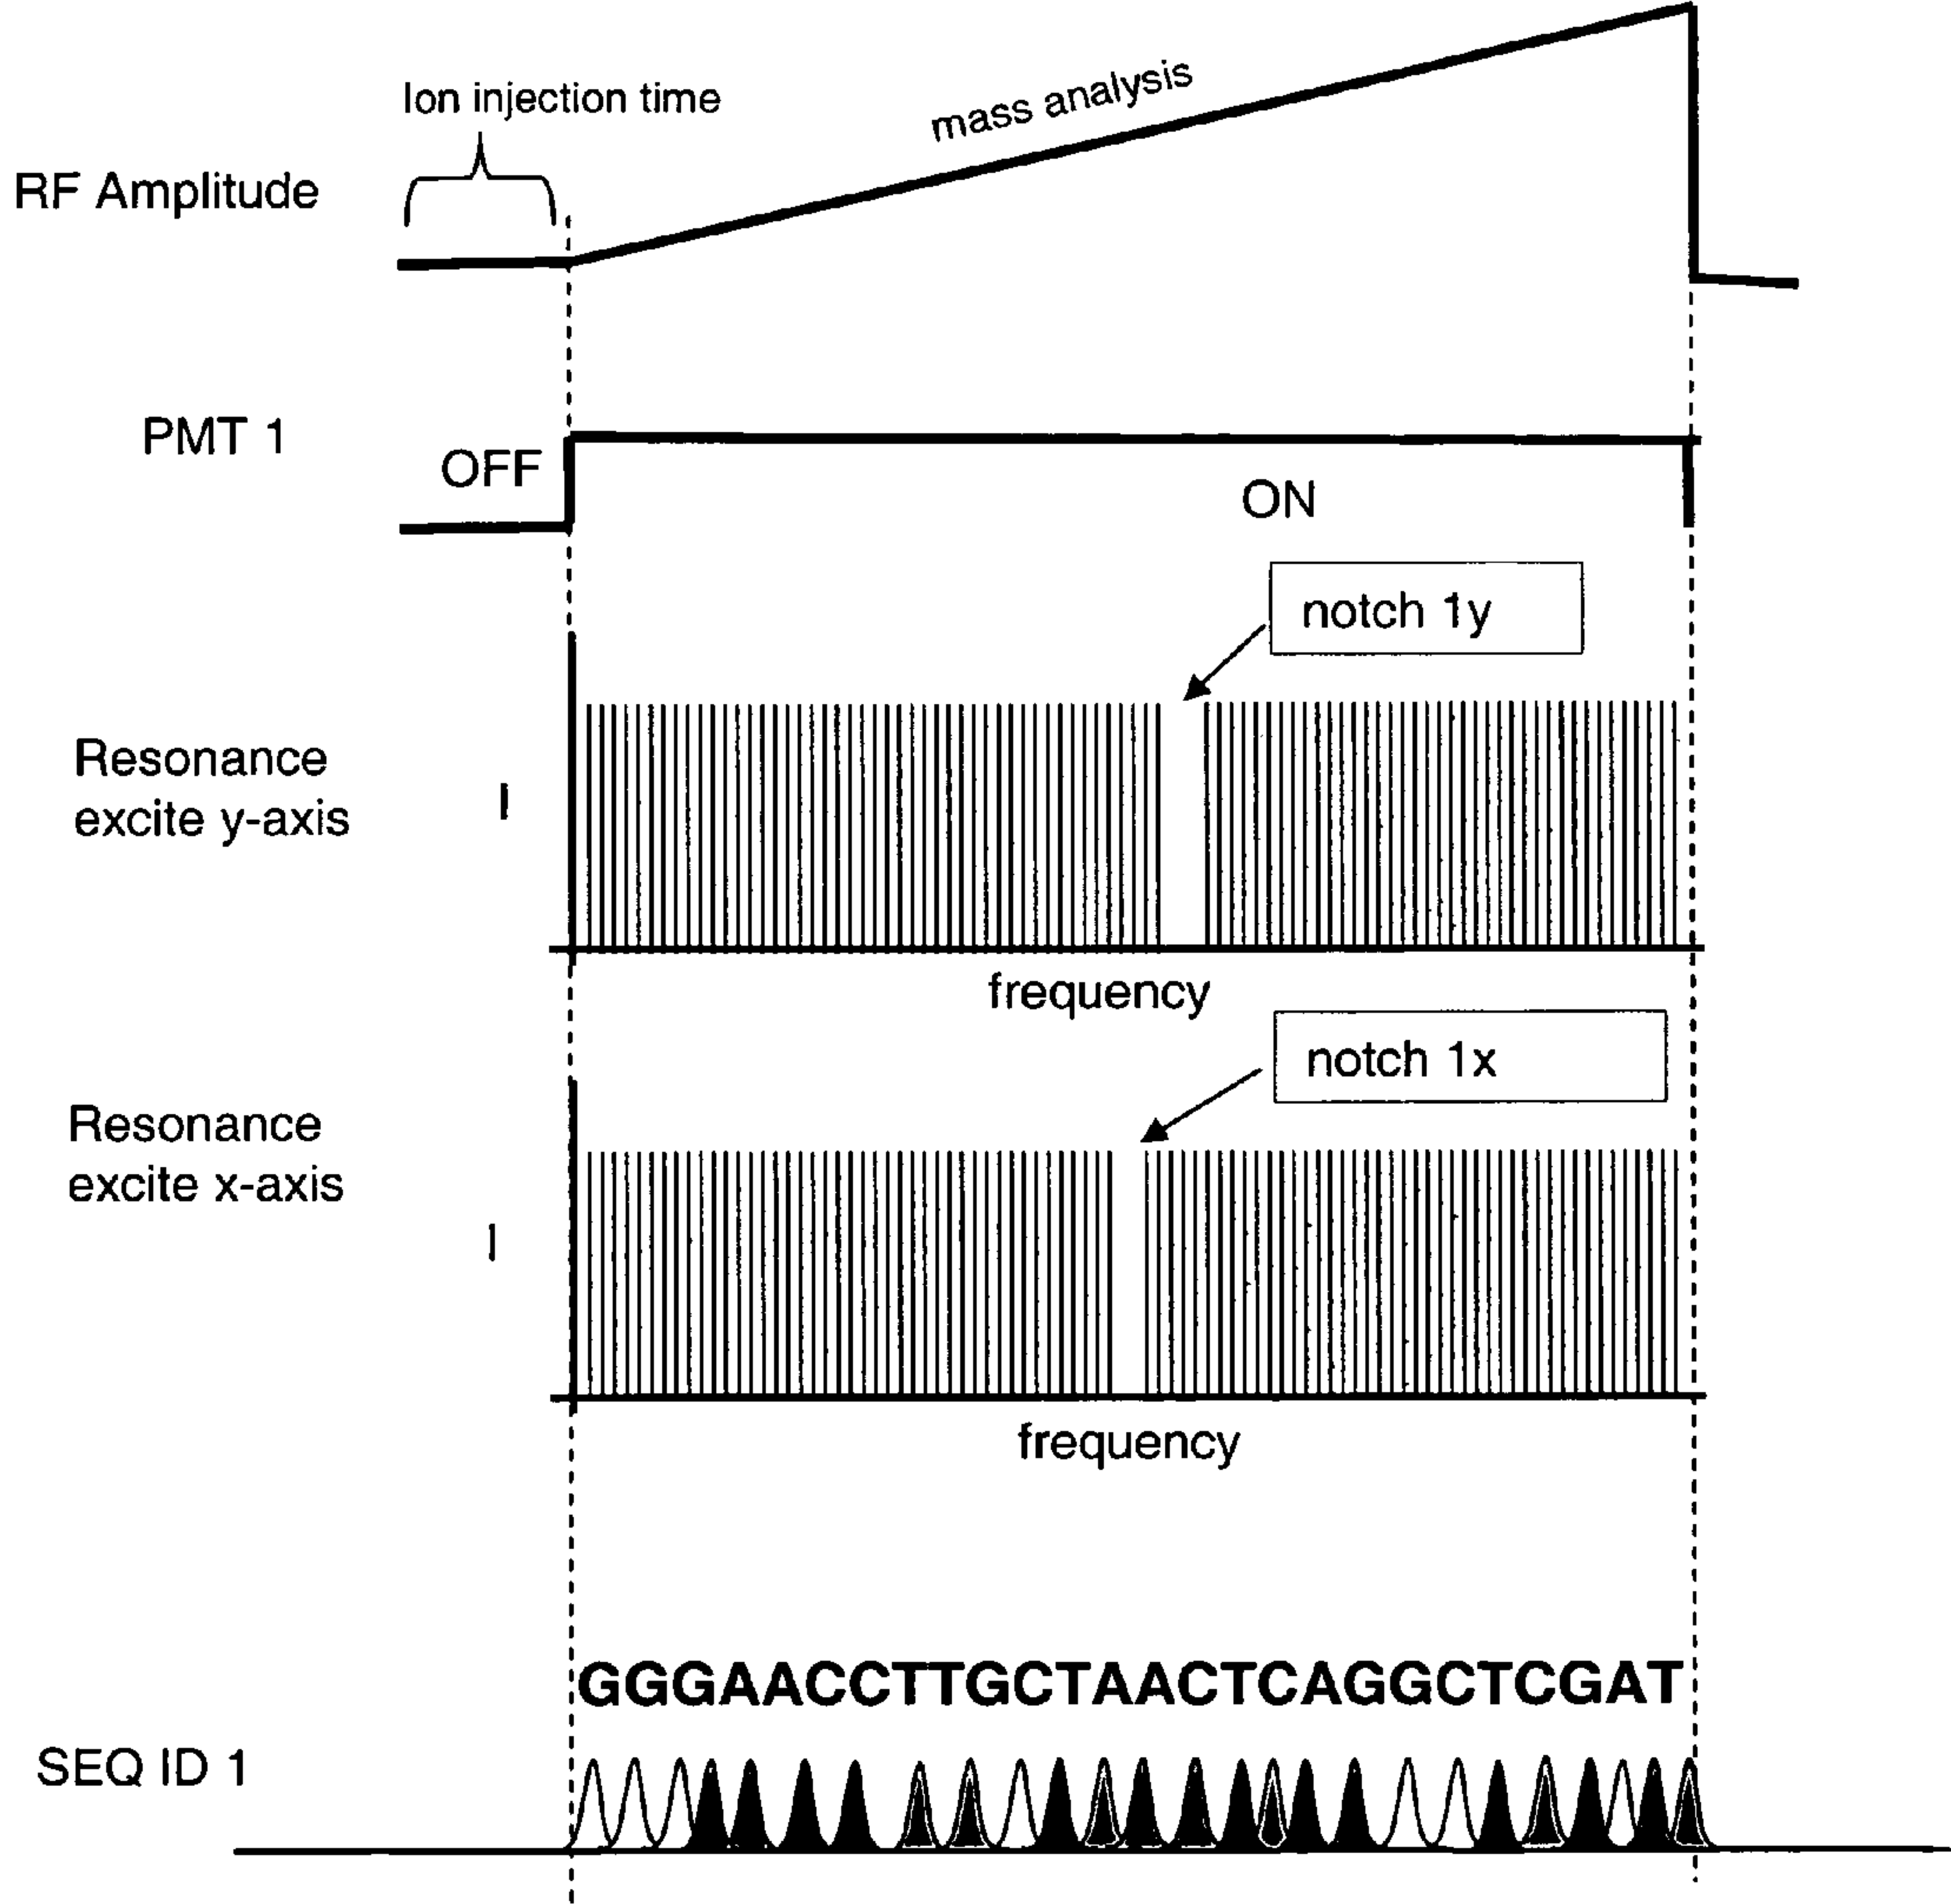 Ion injection time
mass analysis
RF Amplitude
PMT 1
OFF
ON
notch 1y
Resonance
excite y-axis
I
frequency
notch 1x
Resonance
excite x-axis
I
frequency
GGGAACCTTGCTAACTCAGGCTCGAT
SEQ ID 1